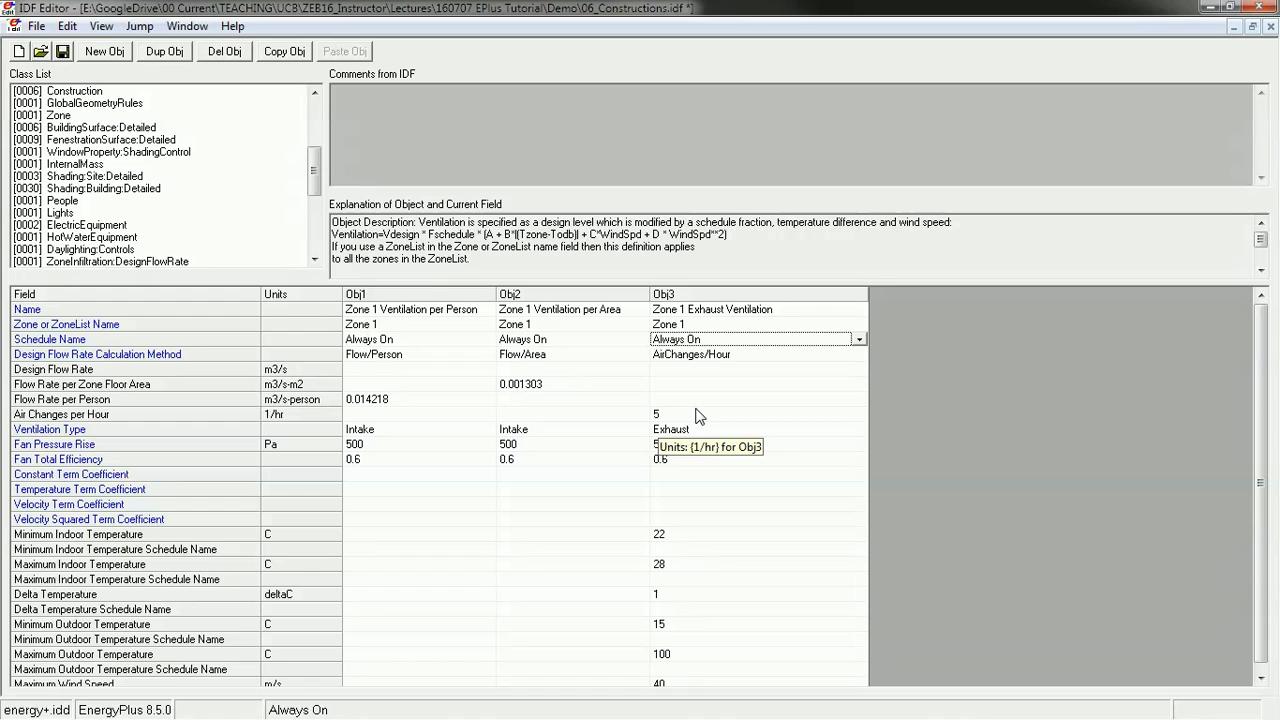 IDF Editor - [E:\GoogleDrive\00 Current\TEACHING\UCB\ZEB16_Instructor\Lectures\160707 EPlus Tutorial\Demo\06_Constructions.idf *]
File Edit View Jump Window Help
New Obj Dup Obj Del Obj Copy Obj Paste Obj
Class List
Comments from IDF
[0006] Construction
[0001] GlobalGeometryRules
[0001] Zone
[0006] BuildingSurface:Detailed
[0009] FenestrationSurface:Detailed
[0001] WindowProperty:ShadingControl
[0001] InternalMass
[0003] Shading:Site:Detailed
[0030] Shading:Building:Detailed
[0001] People
[0001] Lights
[0002] ElectricEquipment
[0001] HotWaterEquipment
[0001] Daylighting:Controls
[0001] ZoneInfiltration:DesignFlowRate
Explanation of Object and Current Field
Object Description: Ventilation is specified as a design level which is modified by a schedule fraction, temperature difference and wind speed:
Ventilation=Vdesign * Fschedule * (A + B*|(Tzone-Todb)| + C*WindSpd + D * WindSpd**2)
If you use a ZoneList in the Zone or ZoneList name field then this definition applies
to all the zones in the ZoneList.
Field Units Obj1 Obj2 Obj3
Name Zone 1 Ventilation per Person Zone 1 Ventilation per Area Zone 1 Exhaust Ventilation
Zone or ZoneList Name Zone 1 Zone 1 Zone 1
Schedule Name Always On Always On Always On
Design Flow Rate Calculation Method Flow/Person Flow/Area AirChanges/Hour
Design Flow Rate m3/s
Flow Rate per Zone Floor Area m3/s-m2 0.001303
Flow Rate per Person m3/s-person 0.014218
Air Changes per Hour 1/hr 5
Ventilation Type Intake Intake Exhaust
Fan Pressure Rise Pa 500 500
Units: {1/hr} for Obj3
Fan Total Efficiency 0.6 0.6 0.6
Constant Term Coefficient
Temperature Term Coefficient
Velocity Term Coefficient
Velocity Squared Term Coefficient
Minimum Indoor Temperature C 22
Minimum Indoor Temperature Schedule Name
Maximum Indoor Temperature C 28
Maximum Indoor Temperature Schedule Name
Delta Temperature deltaC 1
Delta Temperature Schedule Name
Minimum Outdoor Temperature C 15
Minimum Outdoor Temperature Schedule Name
Maximum Outdoor Temperature C 100
Maximum Outdoor Temperature Schedule Name
Maximum Wind Speed m/s 40
energy+.idd EnergyPlus 8.5.0 Always On